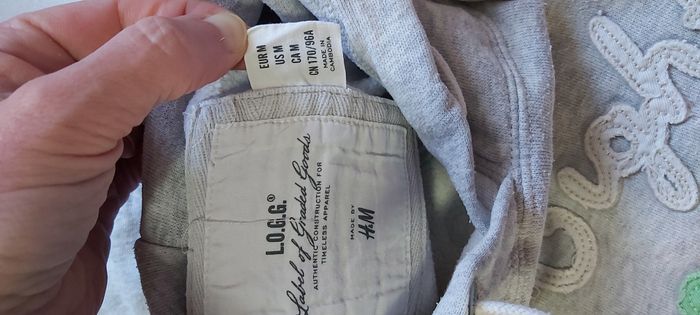 EUR M
US M
CA M
CN 170/96A
MADE IN
CAMBODIA
L.O.G.G.®
Label of Graded Goods
AUTHENTIC CONSTRUCTION FOR
TIMELESS APPAREL
MADE BY
H&M